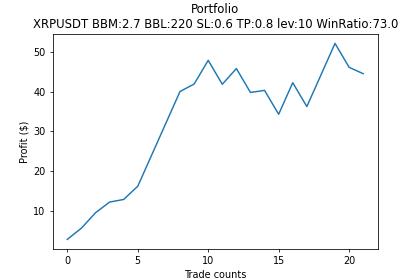 Portfolio
XRPUSDT BBM:2.7 BBL:220 SL:0.6 TP:0.8 lev:10 WinRatio:73.0
50
40
30
20
10
Profit ($)
0
5
10
15
20
Trade counts